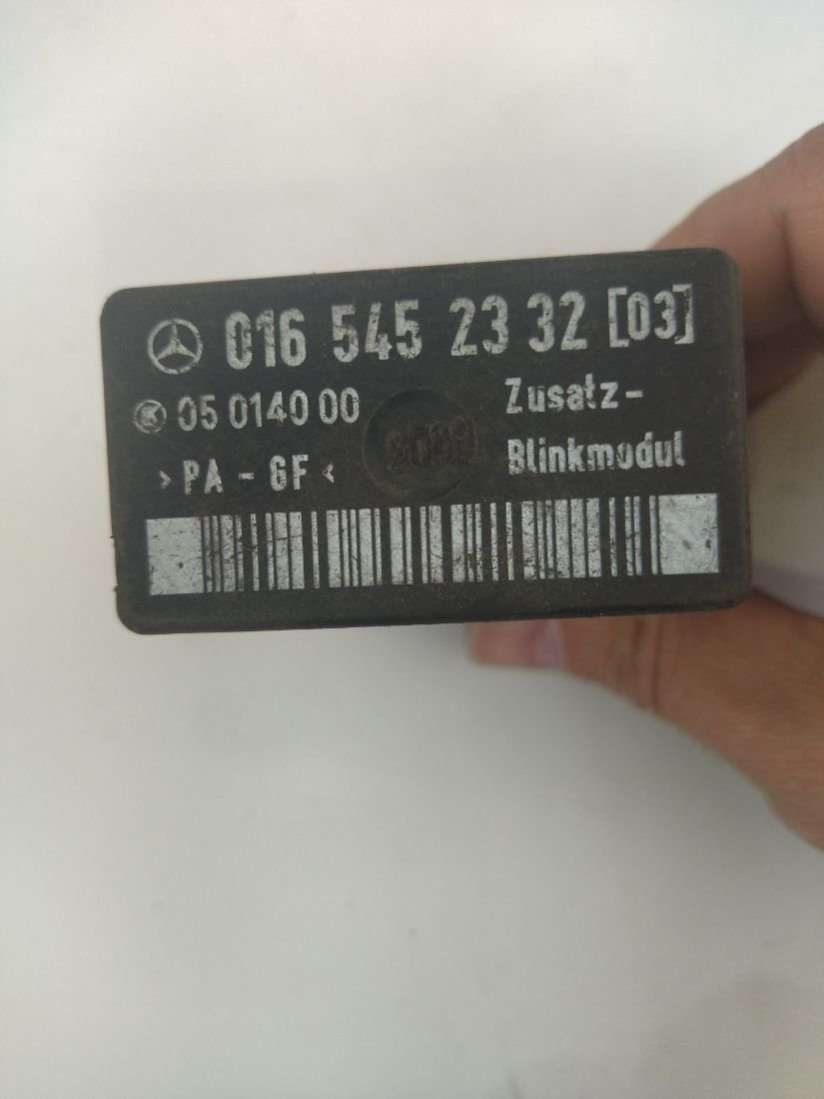 016 545 23 32 [03]
05 0140 00
Zusatz-
Blinkmodul
>PA-GF<